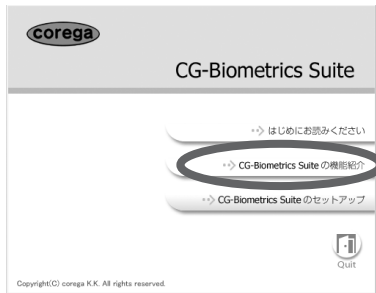 corega
CG-Biometrics Suite
はじめにお読みください
CG-Biometrics Suite の機能紹介
CG-Biometrics Suite のセットアップ
Quit
Copyright(C) corega K.K. All rights reserved.